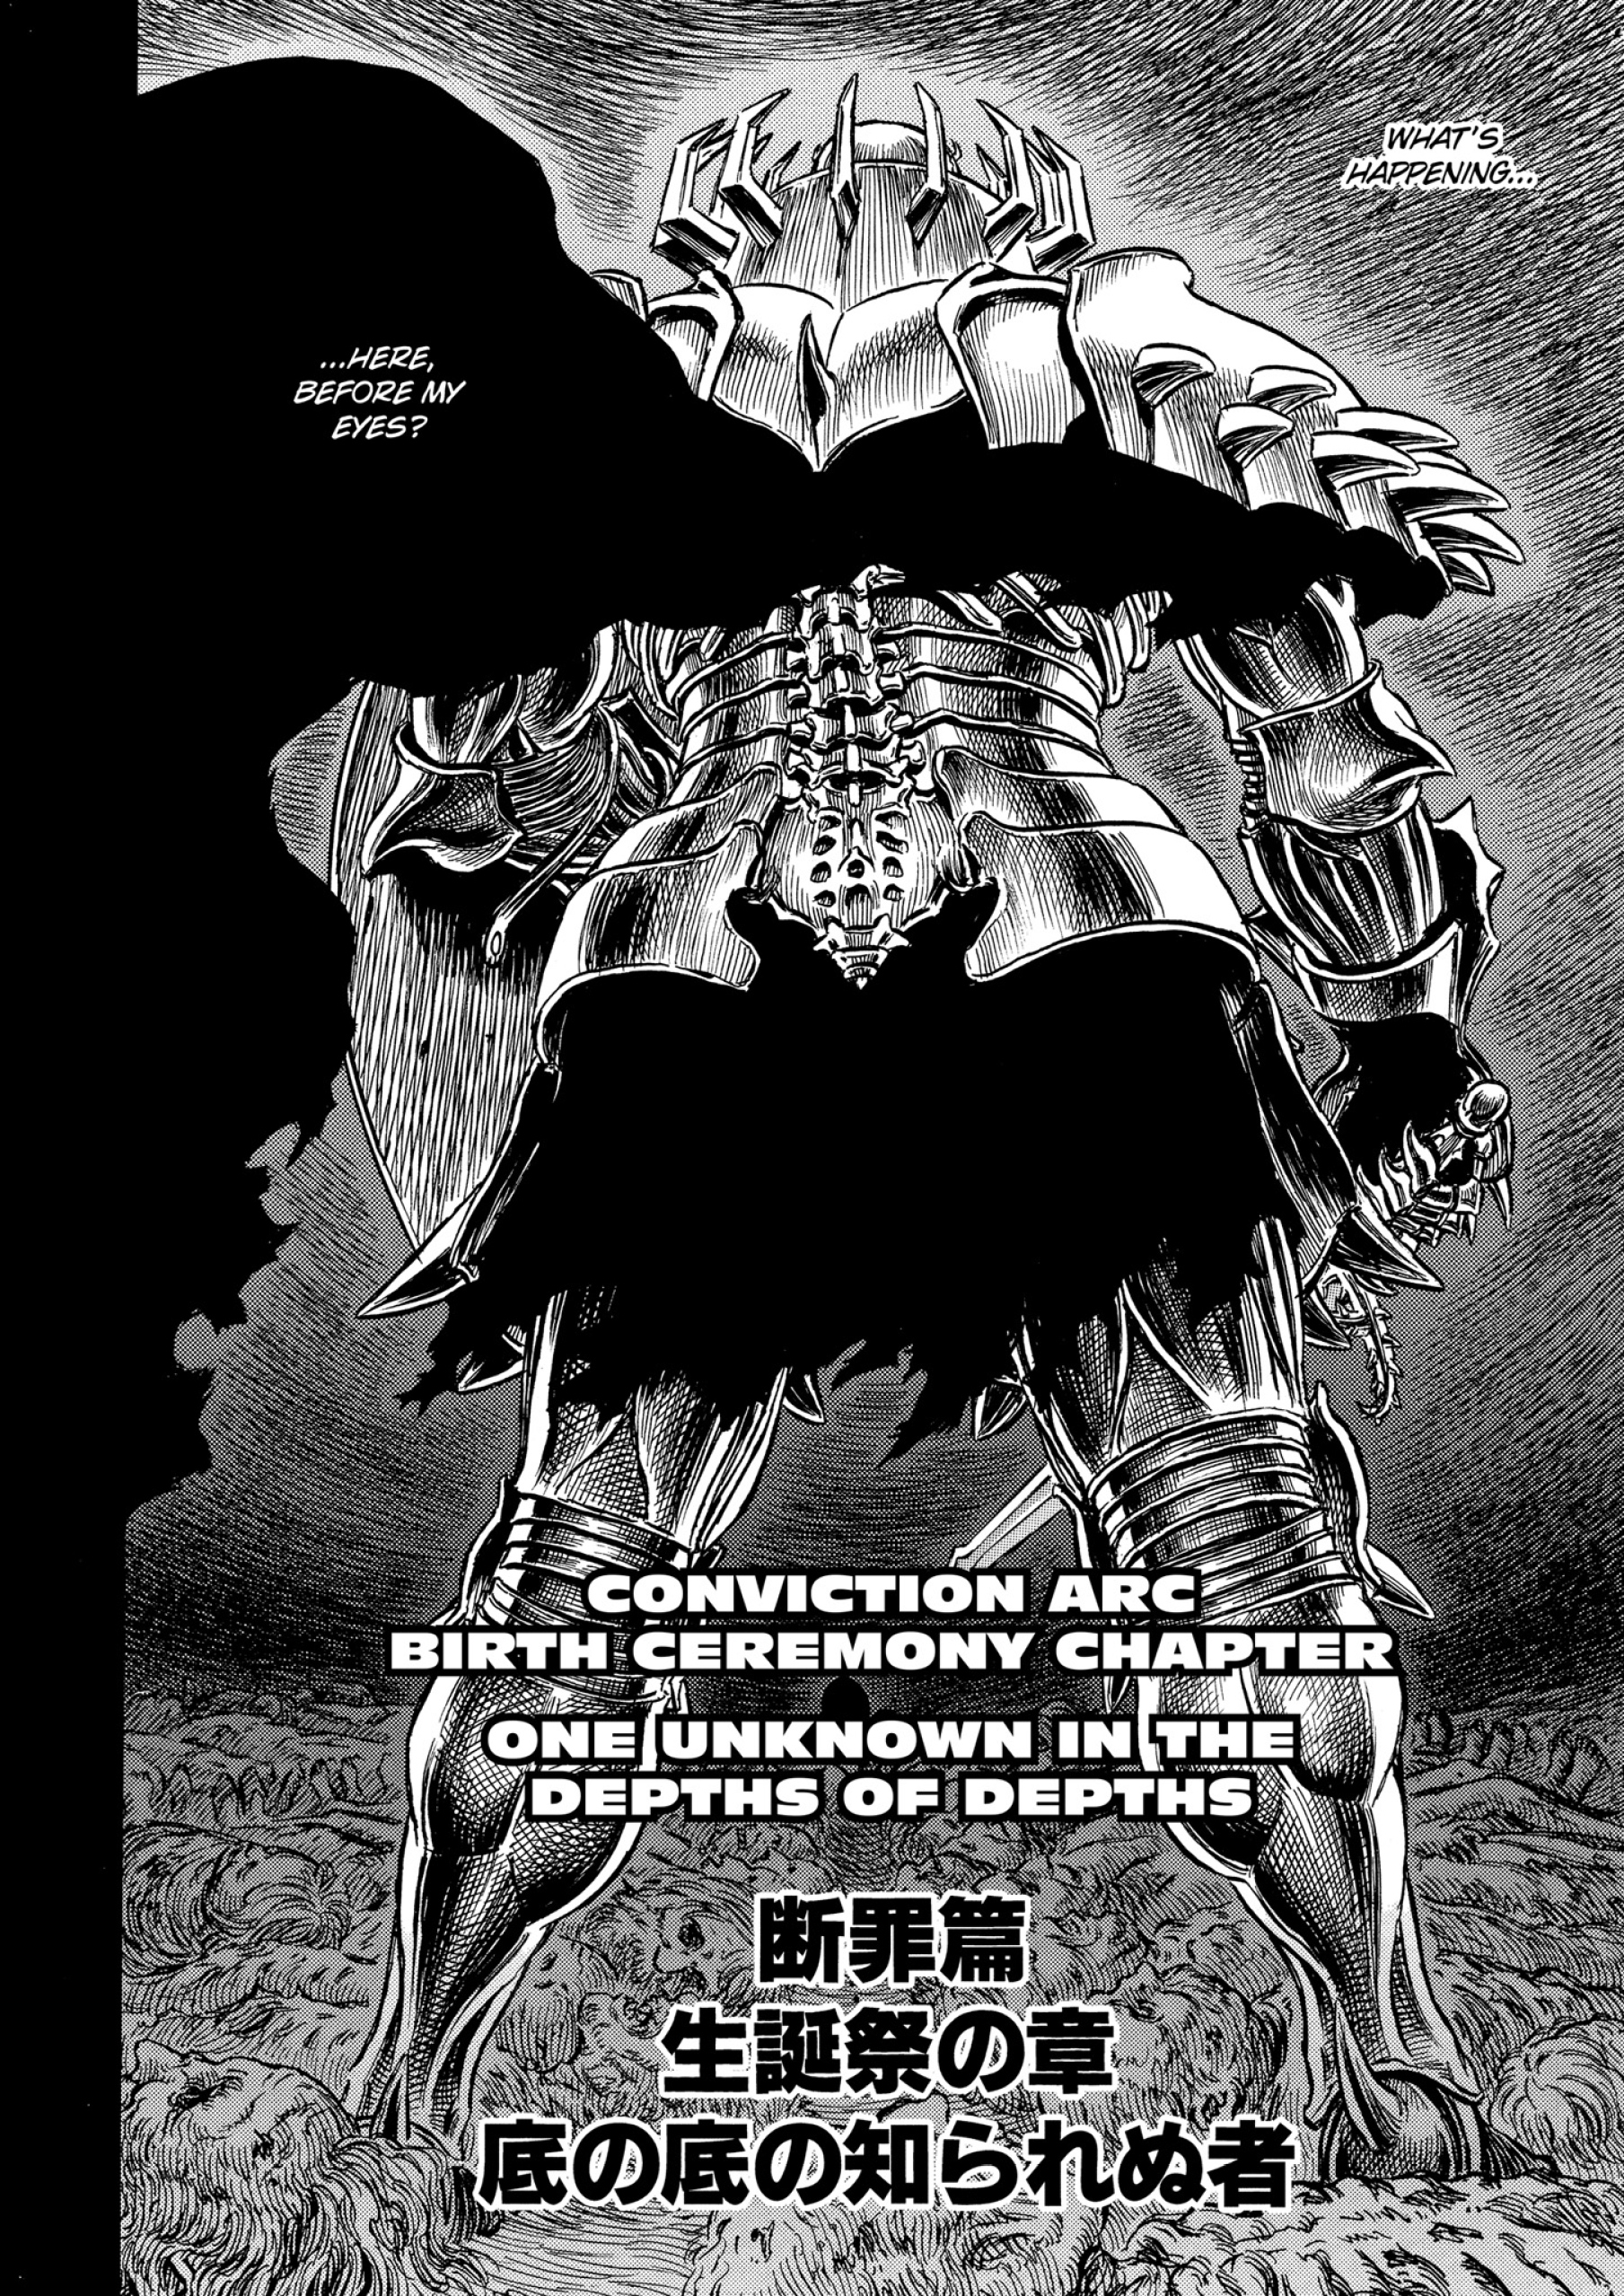 WHAT'S
HAPPENING...
...HERE,
BEFORE MY
EYES?
CONVICTION ARC
BIRTH CEREMONY CHAPTER
ONE UNKNOWN IN THE
DEPTHS OF DEPTHS
断罪篇
生誕祭の章
底の底の知られぬ者